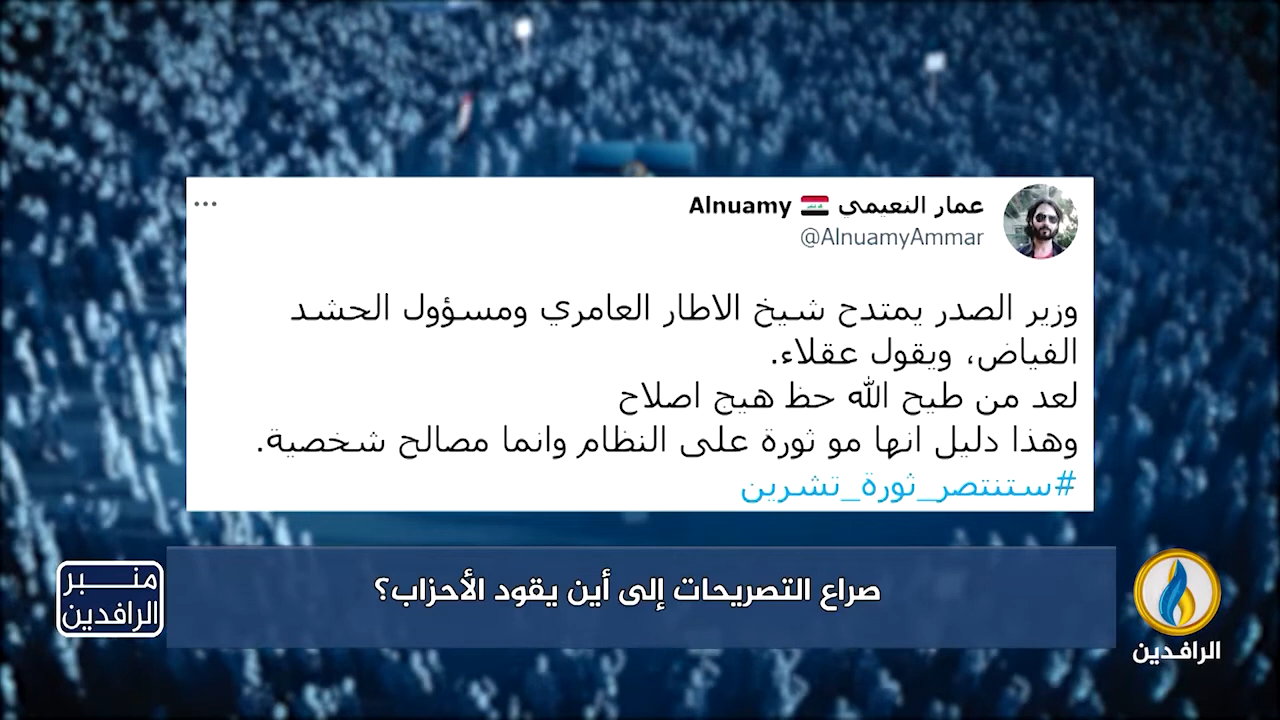 عمار النعيمي Alnuamy
@AlnuamyAmmar
وزير الصدر يمتدح شيخ الاطار العامري ومسؤول الحشد
الفياض، ويقول عقلاء.
لعد من طيح الله حظ هيج اصلاح
وهذا دليل انها مو ثورة على النظام وانما مصالح شخصية.
#ستنتصر_ثورة_تشرين
صراع التصريحات إلى أين يقود الأحزاب؟
منبر
الرافدين
الرافدين